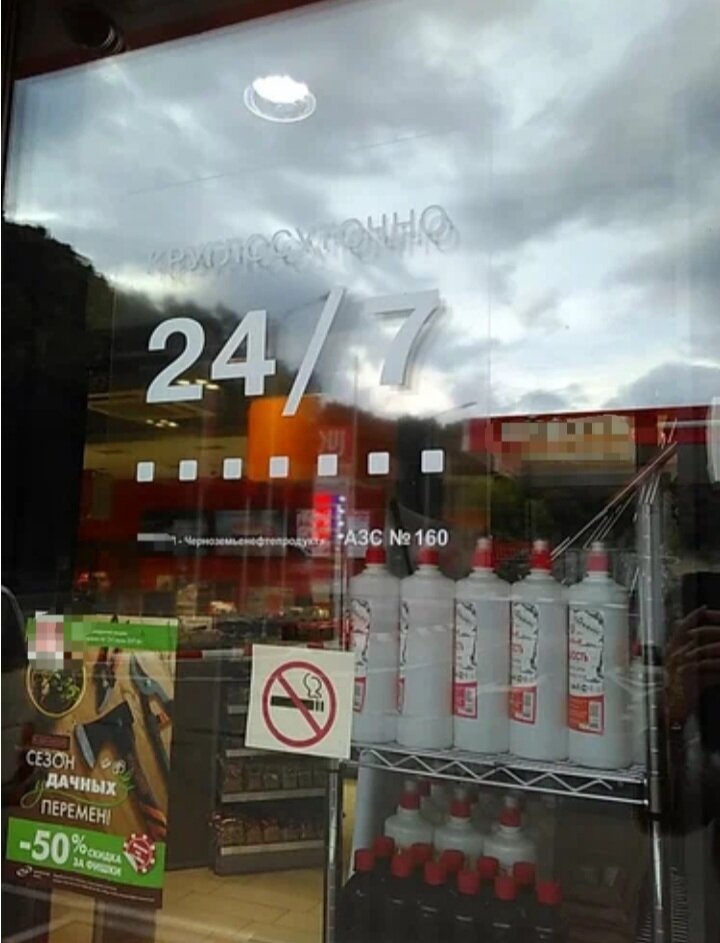 КРУГЛОСУТОЧНО
24/7
- Черноземьенефтепродукт» АЗС №160
СЕЗОН
ДАЧНЫХ
ПЕРЕМЕН!
-50% СКИДКА
ЗА ФИШКИ